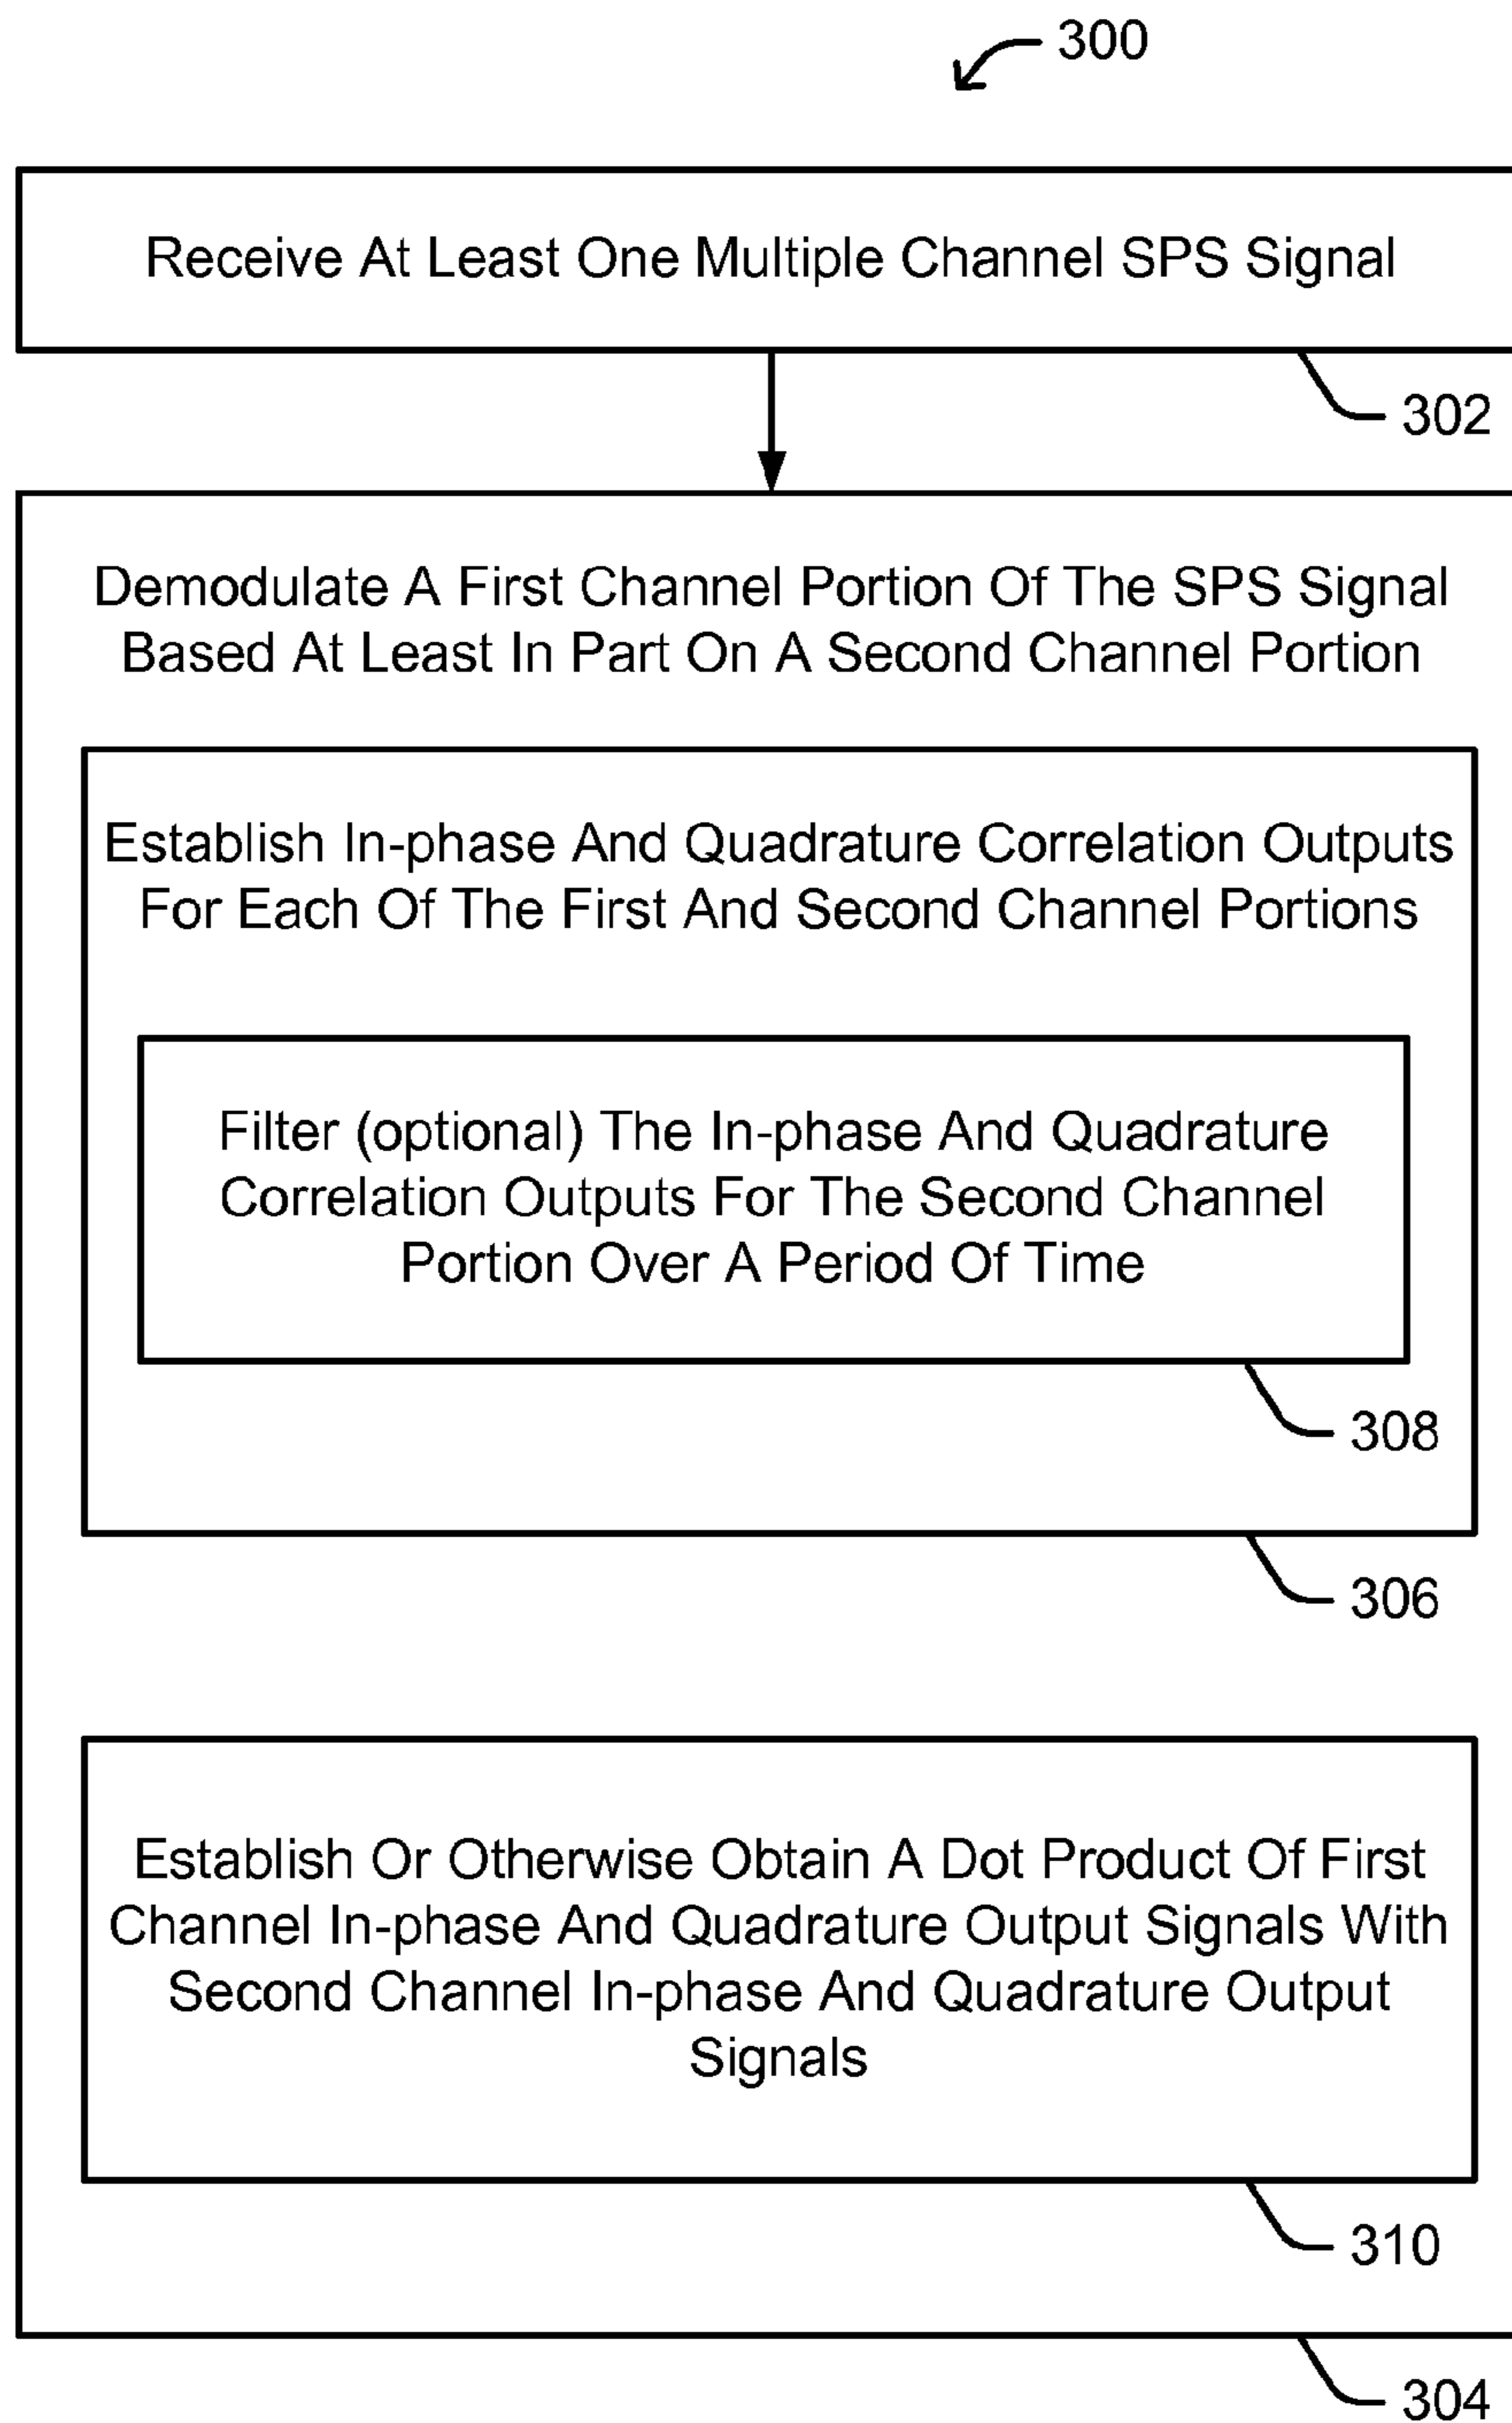 300
Receive At Least One Multiple Channel SPS Signal
302
Demodulate A First Channel Portion Of The SPS Signal
Based At Least In Part On A Second Channel Portion
Establish In-phase And Quadrature Correlation Outputs
For Each Of The First And Second Channel Portions
Filter (optional) The In-phase And Quadrature
Correlation Outputs For The Second Channel
Portion Over A Period Of Time
308
306
Establish Or Otherwise Obtain A Dot Product Of First
Channel In-phase And Quadrature Output Signals With
Second Channel In-phase And Quadrature Output
Signals
310
304